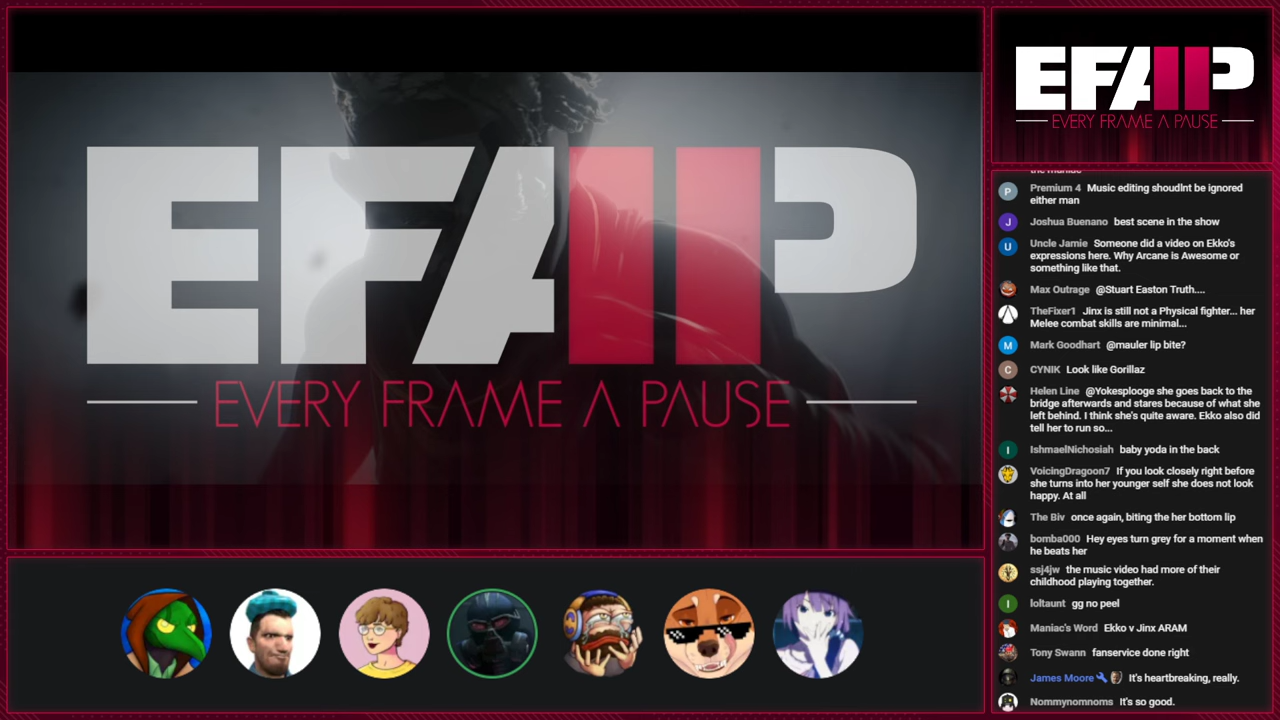 EFAP
EVERY FRAME A PAUSE
EFAP
EVERY FRAME A PAUSE
the maniac
Premium 4 Music editing shoudlnt be ignored
either man
Joshua Buenano best scene in the show
Uncle Jamie Someone did a video on Ekko's
expressions here. Why Arcane is Awesome or
something like that.
Max Outrage @Stuart Easton Truth....
TheFixer1 Jinx is still not a Physical fighter... her
Melee combat skills are minimal...
Mark Goodhart @mauler lip bite?
CYNIK Look like Gorillaz
Helen Line @Yokesplooge she goes back to the
bridge afterwards and stares because of what she
left behind. I think she's quite aware. Ekko also did
tell her to run so...
IshmaelNichosiah baby yoda in the back
VoicingDragoon7 If you look closely right before
she turns into her younger self she does not look
happy. At all
The Biv once again, biting the her bottom lip
bomba000 Hey eyes turn grey for a moment when
he beats her
ssj4jw the music video had more of their
childhood playing together.
loltaunt gg no peel
Maniac's Word Ekko v Jinx ARAM
Tony Swann fanservice done right
James Moore It's heartbreaking, really.
Nommynomnoms It's so good.